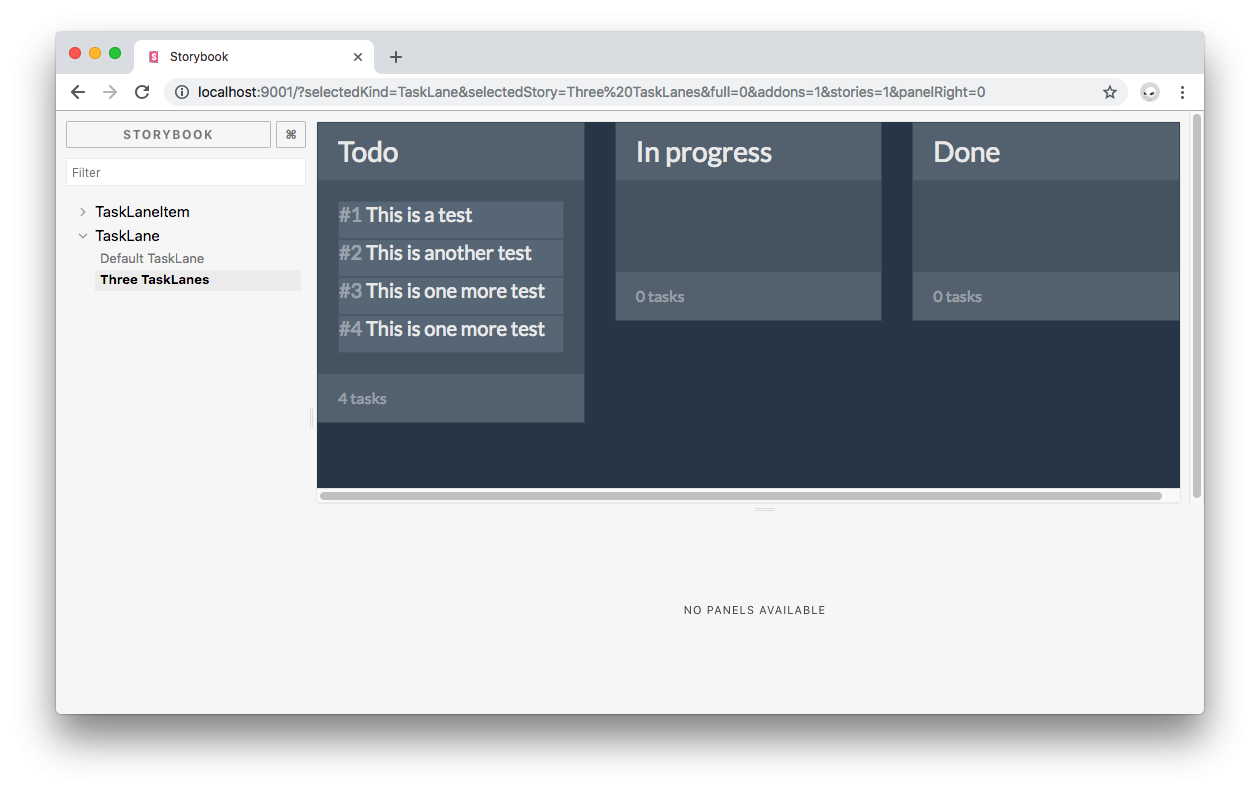 Storybook
localhost:9001/?selectedKind=TaskLane&selectedStory=Three%20TaskLanes&full=0&addons=1&stories=1&panelRight=0
STORYBOOK
⌘
Filter
TaskLaneItem
TaskLane
Default TaskLane
Three TaskLanes
Todo
#1 This is a test
#2 This is another test
#3 This is one more test
#4 This is one more test
4 tasks
In progress
0 tasks
Done
0 tasks
NO PANELS AVAILABLE